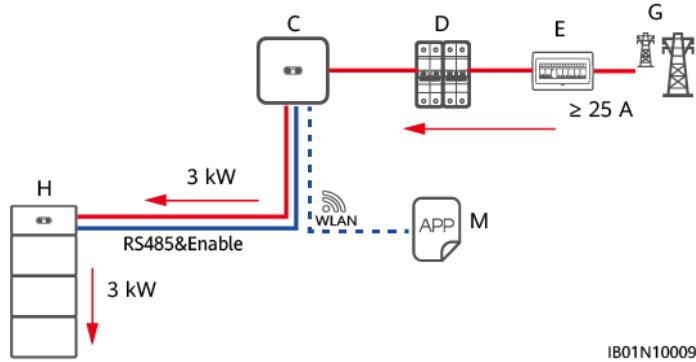 C
D
E
G
≥ 25 A
3 kW
H
WLAN
APP
M
RS485&Enable
3 kW
IB01N10009